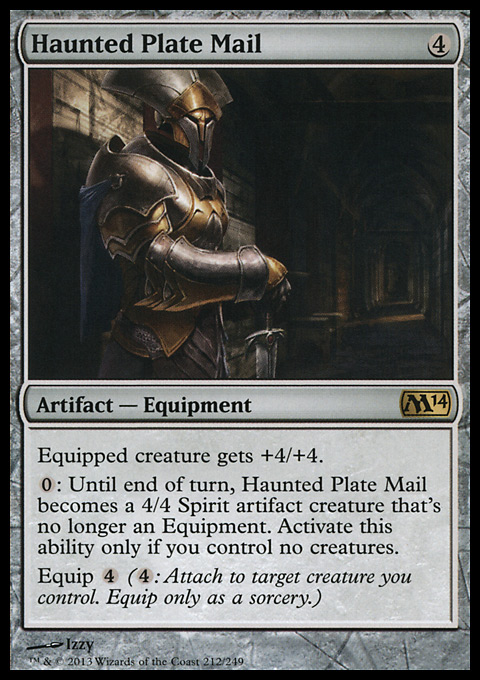 Haunted Plate Mail 4
Artifact — Equipment M14
Equipped creature gets +4/+4.
0: Until end of turn, Haunted Plate Mail
becomes a 4/4 Spirit artifact creature that's
no longer an Equipment. Activate this
ability only if you control no creatures.
Equip 4 (4: Attach to target creature you
control. Equip only as a sorcery.)
Izzy
™ & © 2013 Wizards of the Coast 212/249